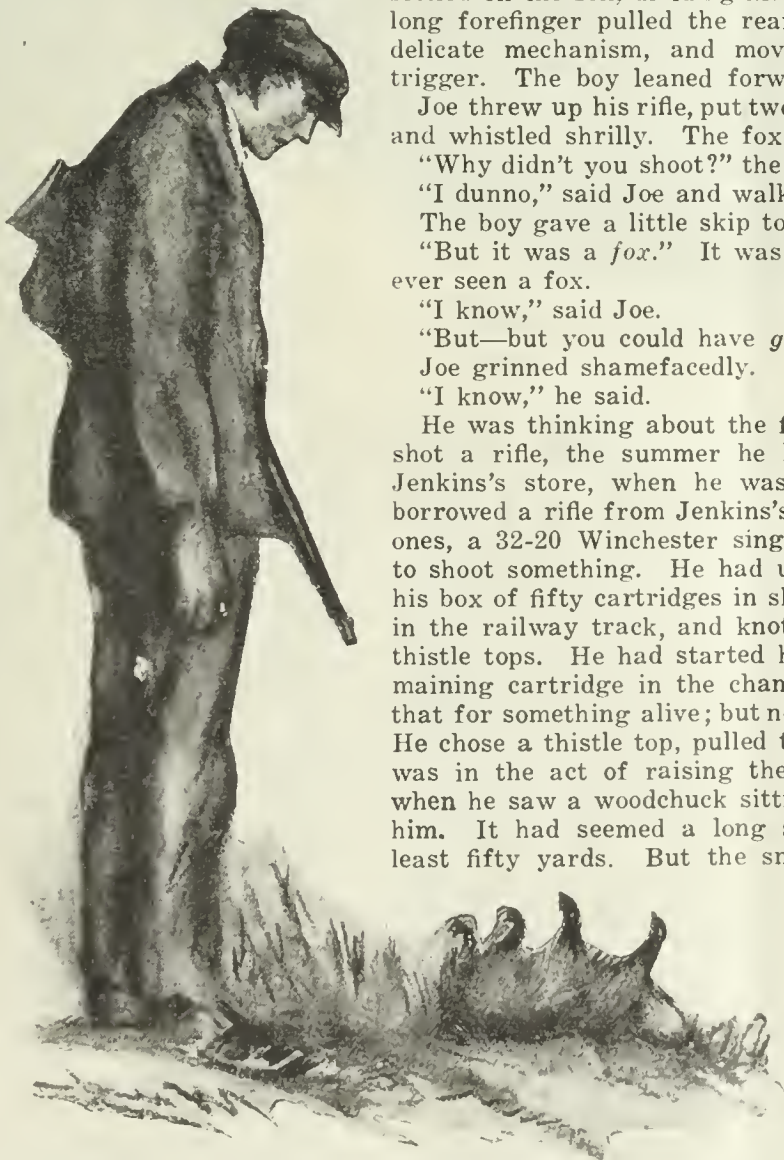 long forefinger pulled the rear
delicate mechanism, and mov
trigger. The boy leaned forw
Joe threw up his rifle, put two
and whistled shrilly. The fox
"Why didn't you shoot?" the
"I dunno," said Joe and walk
The boy gave a little skip to
"But it was a fox." It was
ever seen a fox.
"I know," said Joe.
"But—but you could have g
Joe grinned shamefacedly.
"I know," he said.
He was thinking about the f
shot a rifle, the summer he
Jenkins's store, when he was
borrowed a rifle from Jenkins's
ones, a 32-20 Winchester sing
to shoot something. He had u
his box of fifty cartridges in sl
in the railway track, and knot
thistle tops. He had started h
maining cartridge in the cham
that for something alive; but n
He chose a thistle top, pulled t
was in the act of raising the
when he saw a woodchuck sitt
him. It had seemed a long s
least fifty yards. But the sn